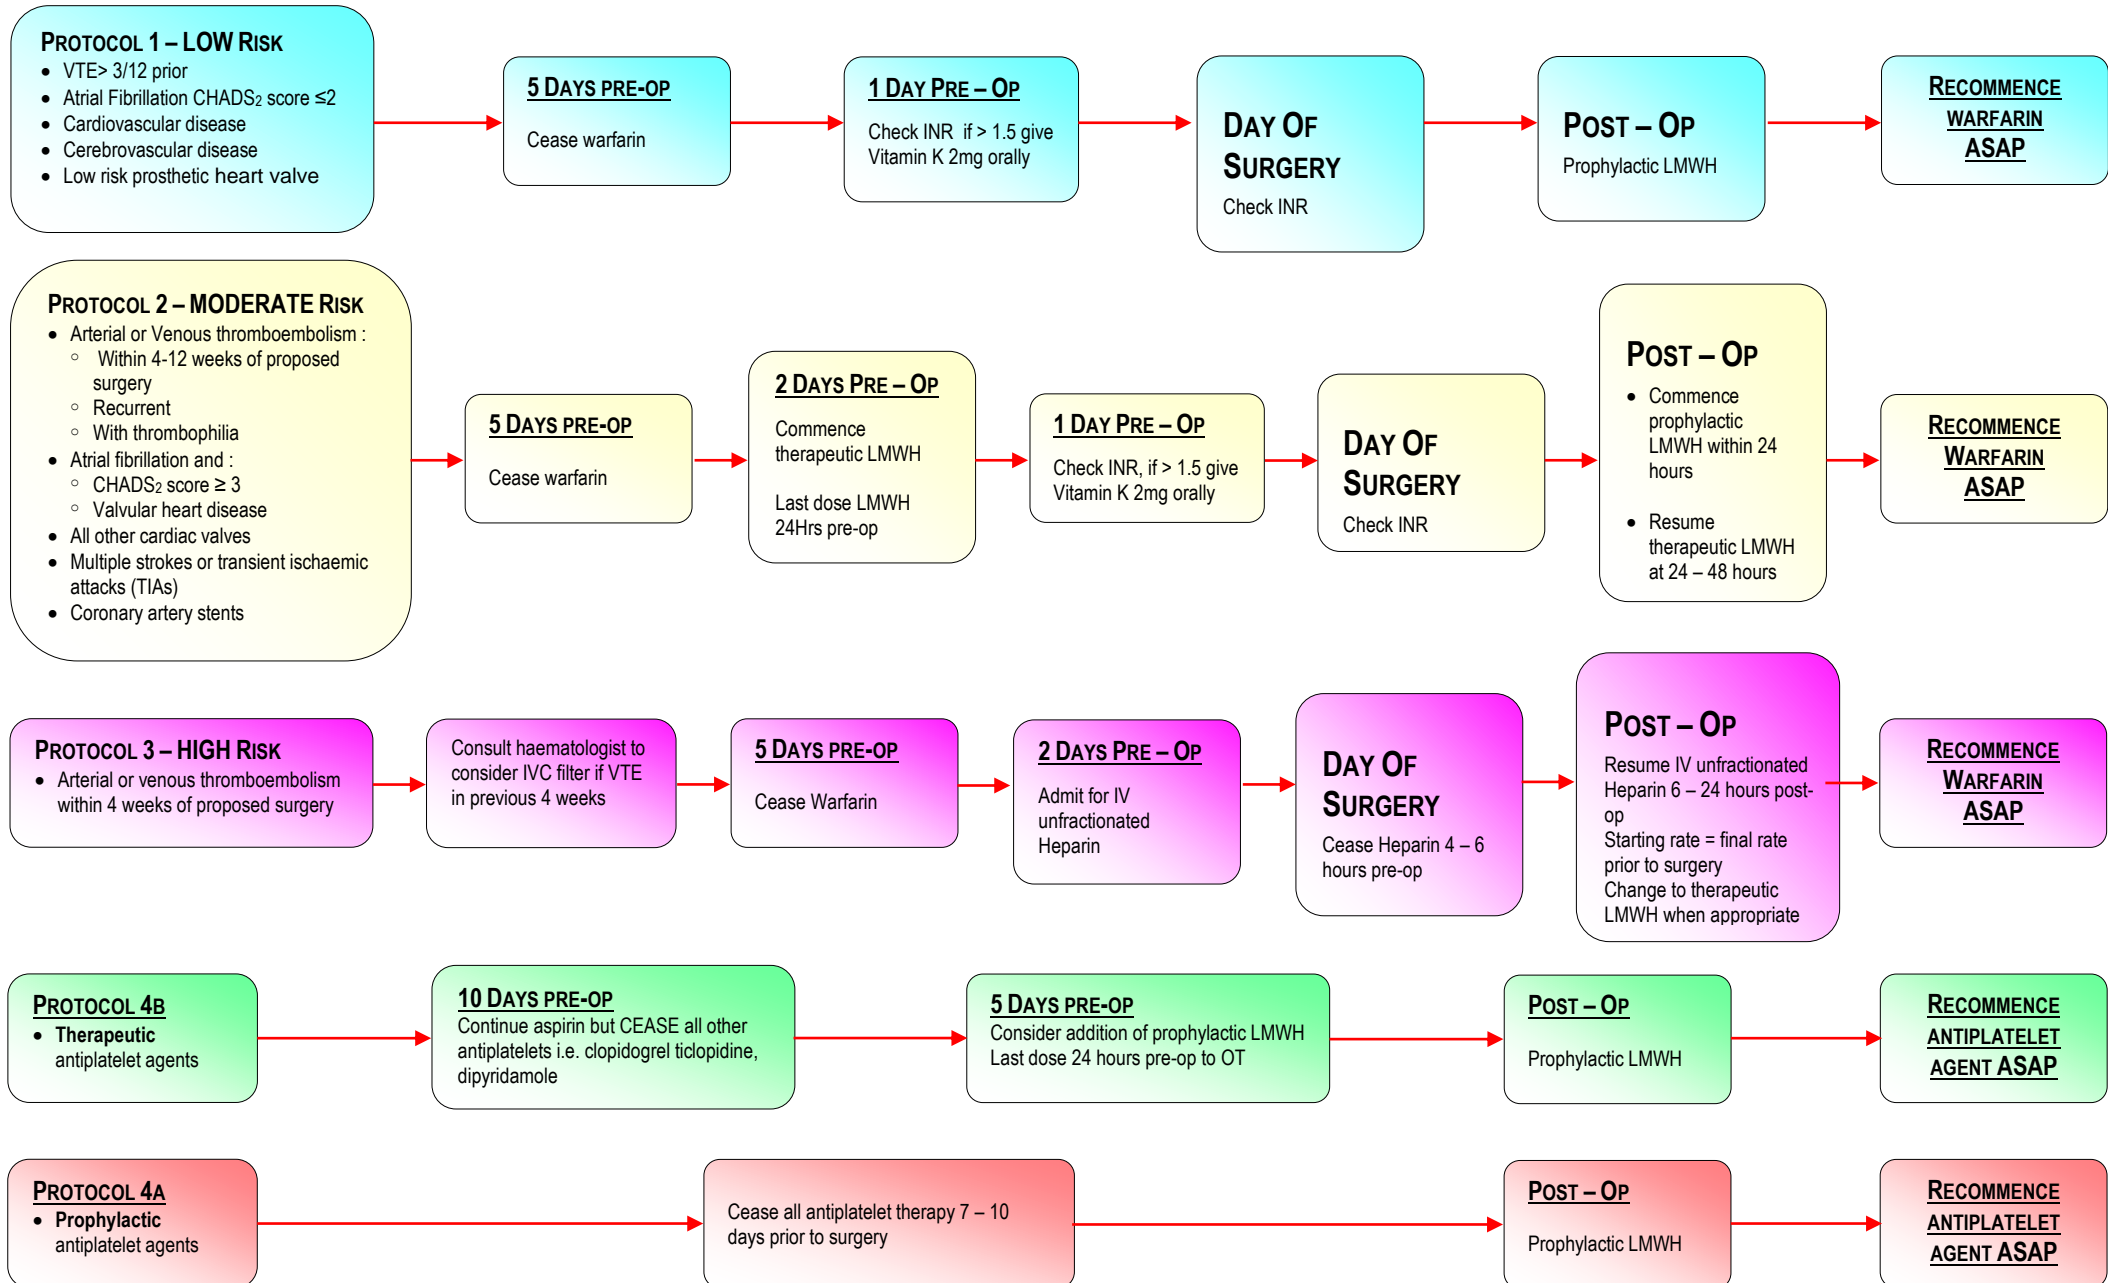 PROTOCOL 1 – LOW RISK
• VTE> 3/12 prior
• Atrial Fibrillation CHADS2 score ≤2
• Cardiovascular disease
• Cerebrovascular disease
• Low risk prosthetic heart valve
5 DAYS PRE-OP
Cease warfarin
1 DAY PRE – OP
Check INR if > 1.5 give
Vitamin K 2mg orally
DAY OF
SURGERY
Check INR
POST – OP
Prophylactic LMWH
RECOMMENCE
WARFARIN
ASAP
PROTOCOL 2 – MODERATE RISK
• Arterial or Venous thromboembolism :
○ Within 4-12 weeks of proposed
surgery
○ Recurrent
○ With thrombophilia
• Atrial fibrillation and :
○ CHADS2 score ≥ 3
○ Valvular heart disease
• All other cardiac valves
• Multiple strokes or transient ischaemic
attacks (TIAs)
• Coronary artery stents
5 DAYS PRE-OP
Cease warfarin
2 DAYS PRE – OP
Commence
therapeutic LMWH
Last dose LMWH
24Hrs pre-op
1 DAY PRE – OP
Check INR, if > 1.5 give
Vitamin K 2mg orally
DAY OF
SURGERY
Check INR
POST – OP
• Commence
prophylactic
LMWH within 24
hours
• Resume
therapeutic LMWH
at 24 – 48 hours
RECOMMENCE
WARFARIN
ASAP
PROTOCOL 3 – HIGH RISK
• Arterial or venous thromboembolism
within 4 weeks of proposed surgery
Consult haematologist to
consider IVC filter if VTE
in previous 4 weeks
5 DAYS PRE-OP
Cease Warfarin
2 DAYS PRE – OP
Admit for IV
unfractionated
Heparin
DAY OF
SURGERY
Cease Heparin 4 – 6
hours pre-op
POST – OP
Resume IV unfractionated
Heparin 6 – 24 hours post-
op
Starting rate = final rate
prior to surgery
Change to therapeutic
LMWH when appropriate
RECOMMENCE
WARFARIN
ASAP
PROTOCOL 4B
• Therapeutic
antiplatelet agents
10 DAYS PRE-OP
Continue aspirin but CEASE all other
antiplatelets i.e. clopidogrel ticlopidine,
dipyridamole
5 DAYS PRE-OP
Consider addition of prophylactic LMWH
Last dose 24 hours pre-op to OT
POST – OP
Prophylactic LMWH
RECOMMENCE
ANTIPLATELET
AGENT ASAP
PROTOCOL 4A
• Prophylactic
antiplatelet agents
Cease all antiplatelet therapy 7 – 10
days prior to surgery
POST – OP
Prophylactic LMWH
RECOMMENCE
ANTIPLATELET
AGENT ASAP